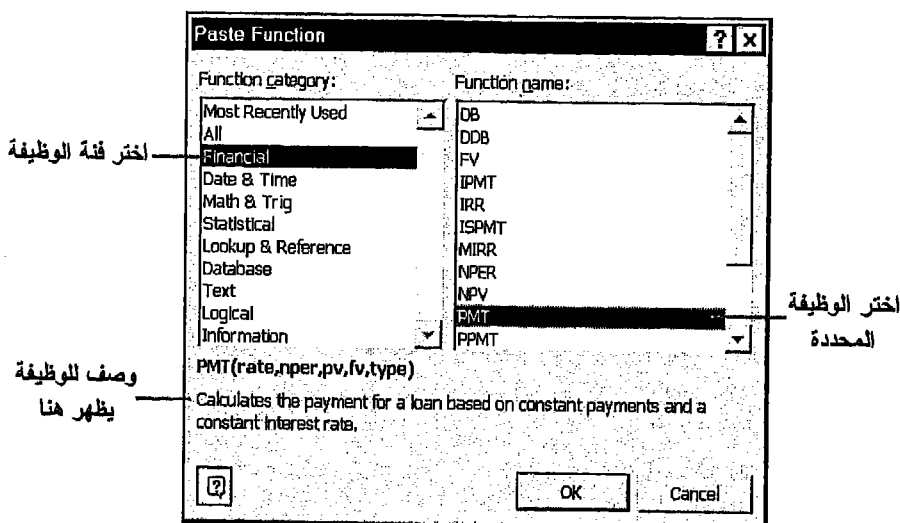 Paste Function
? X
Function category:
Function name:
Most Recently Used
All
Financial
Date & Time
Math & Trig
Statistical
Lookup & Reference
Database
Text
Logical
Information
DB
DDB
FV
IPMT
IRR
ISPMT
MIRR
NPER
NPV
PMT
PPMT
اختر فئة الوظيفة
اختر الوظيفة
المحددة
وصف للوظيفة
يظهر هنا
PMT(rate,nper,pv,fv,type)
Calculates the payment for a loan based on constant payments and a
constant interest rate.
?
OK
Cancel